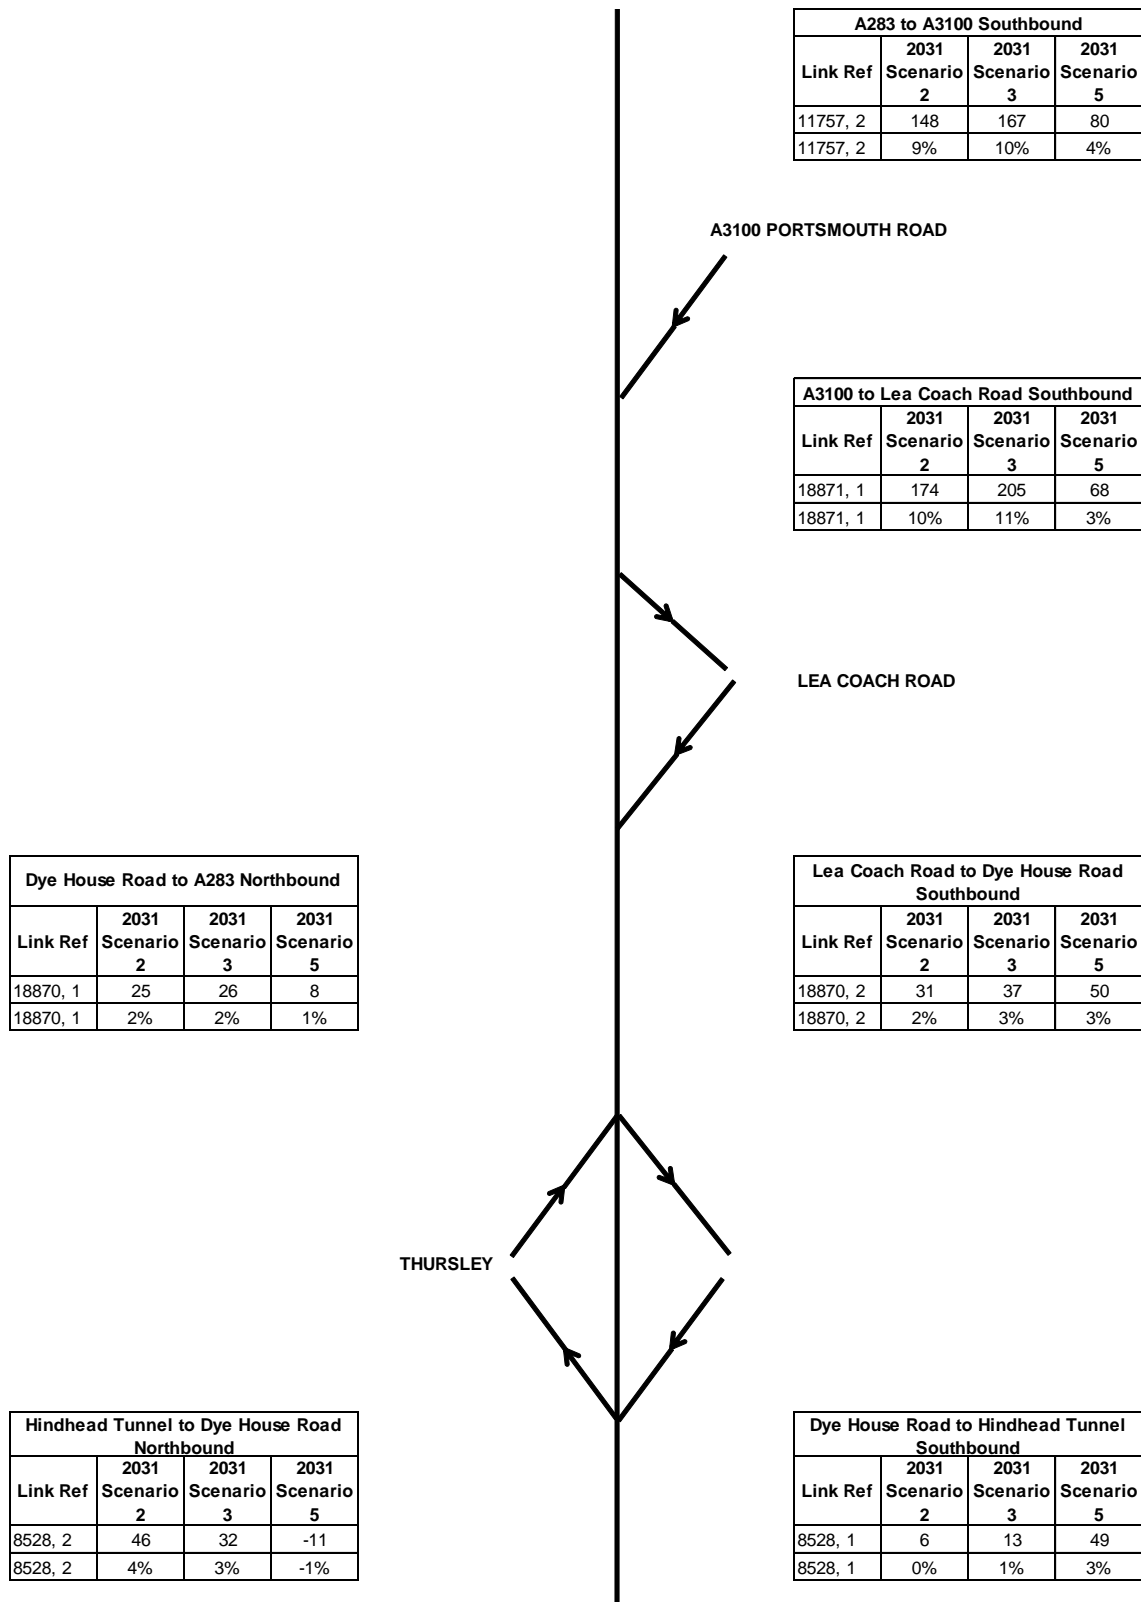 A283 to A3100 Southbound
Link Ref 2031 Scenario 2 2031 Scenario 3 2031 Scenario 5
11757, 2 148 167 80
11757, 2 9% 10% 4%
A3100 PORTSMOUTH ROAD
A3100 to Lea Coach Road Southbound
Link Ref 2031 Scenario 2 2031 Scenario 3 2031 Scenario 5
18871, 1 174 205 68
18871, 1 10% 11% 3%
LEA COACH ROAD
Dye House Road to A283 Northbound
Link Ref 2031 Scenario 2 2031 Scenario 3 2031 Scenario 5
18870, 1 25 26 8
18870, 1 2% 2% 1%
Lea Coach Road to Dye House Road
Southbound
Link Ref 2031 Scenario 2 2031 Scenario 3 2031 Scenario 5
18870, 2 31 37 50
18870, 2 2% 3% 3%
THURSLEY
Hindhead Tunnel to Dye House Road
Northbound
Link Ref 2031 Scenario 2 2031 Scenario 3 2031 Scenario 5
8528, 2 46 32 -11
8528, 2 4% 3% -1%
Dye House Road to Hindhead Tunnel
Southbound
Link Ref 2031 Scenario 2 2031 Scenario 3 2031 Scenario 5
8528, 1 6 13 49
8528, 1 0% 1% 3%